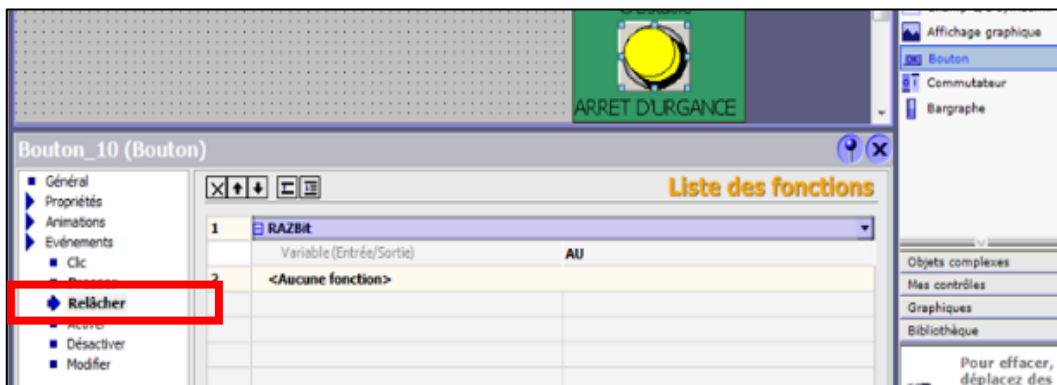 Affichage graphique
Bouton
Commutateur
Bargraphe
ARRET D'URGANCE
Bouton_10 (Bouton)
Général
Propriétés
Animations
Evénements
Clic
Relâcher
Désactiver
Modifier
Liste des fonctions
1 RAZBit
Variable (Entrée/Sortie) AU
2 <Aucune fonction>
Objets complexes
Mes contrôles
Graphiques
Bibliothèque
Pour effacer,
déplacez des